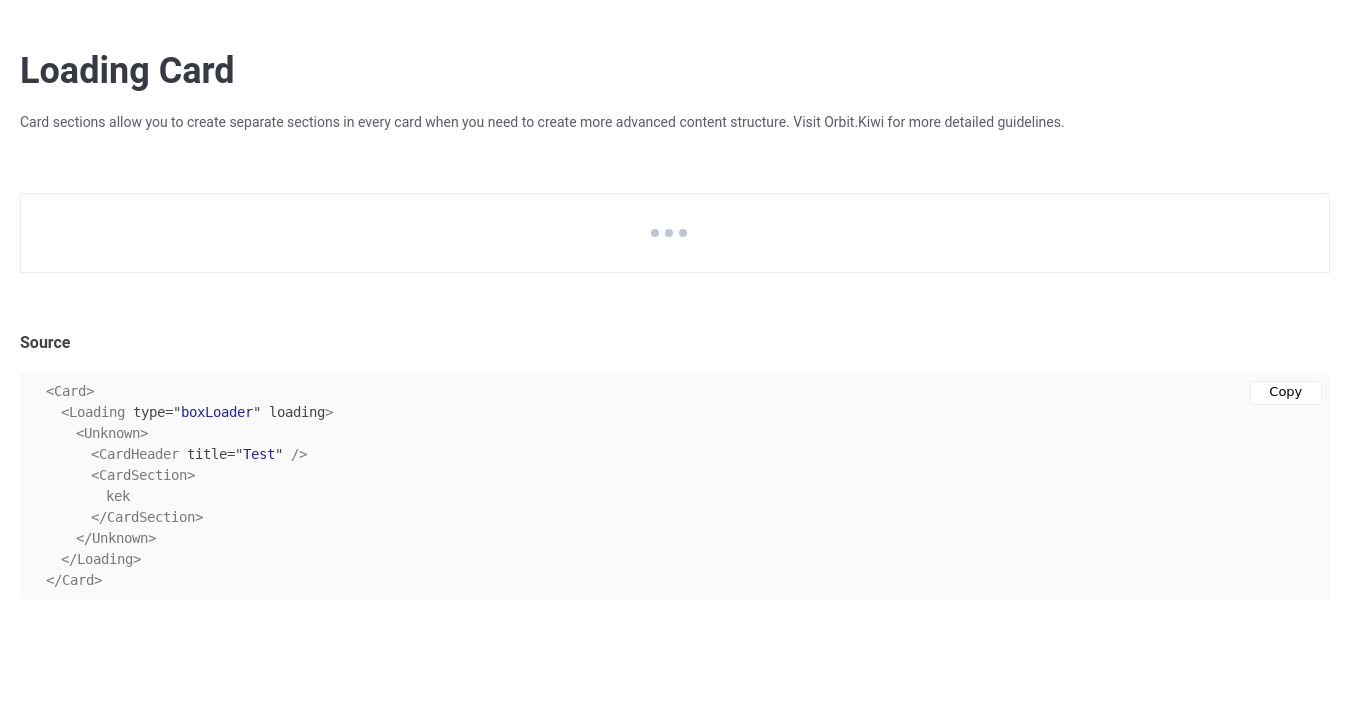 Loading Card
Card sections allow you to create separate sections in every card when you need to create more advanced content structure. Visit Orbit.Kiwi for more detailed guidelines.
Source
<Card>
Copy
<Loading type="boxLoader" loading>
<Unknown>
<CardHeader title="Test" />
<CardSection>
kek
</CardSection>
</Unknown>
</Loading>
</Card>